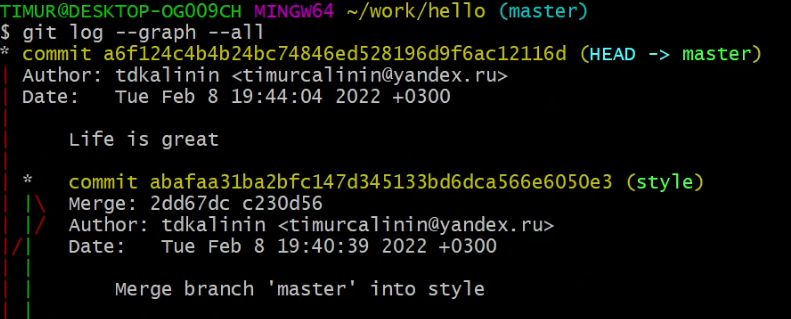 TIMUR@DESKTOP-OG009CH MINGW64 ~/work/hello (master)
$ git log --graph --all
* commit a6f124c4b4b24bc74846ed528196d9f6ac12116d (HEAD -> master)
| Author: tdkalinin <timurcalinin@yandex.ru>
| Date:   Tue Feb 8 19:44:04 2022 +0300
|
|     Life is great
|
| *   commit abafaa31ba2bfc147d345133bd6dca566e6050e3 (style)
| |\  Merge: 2dd67dc c230d56
| |/  Author: tdkalinin <timurcalinin@yandex.ru>
|/|   Date:   Tue Feb 8 19:40:39 2022 +0300
| |
| |       Merge branch 'master' into style
| |